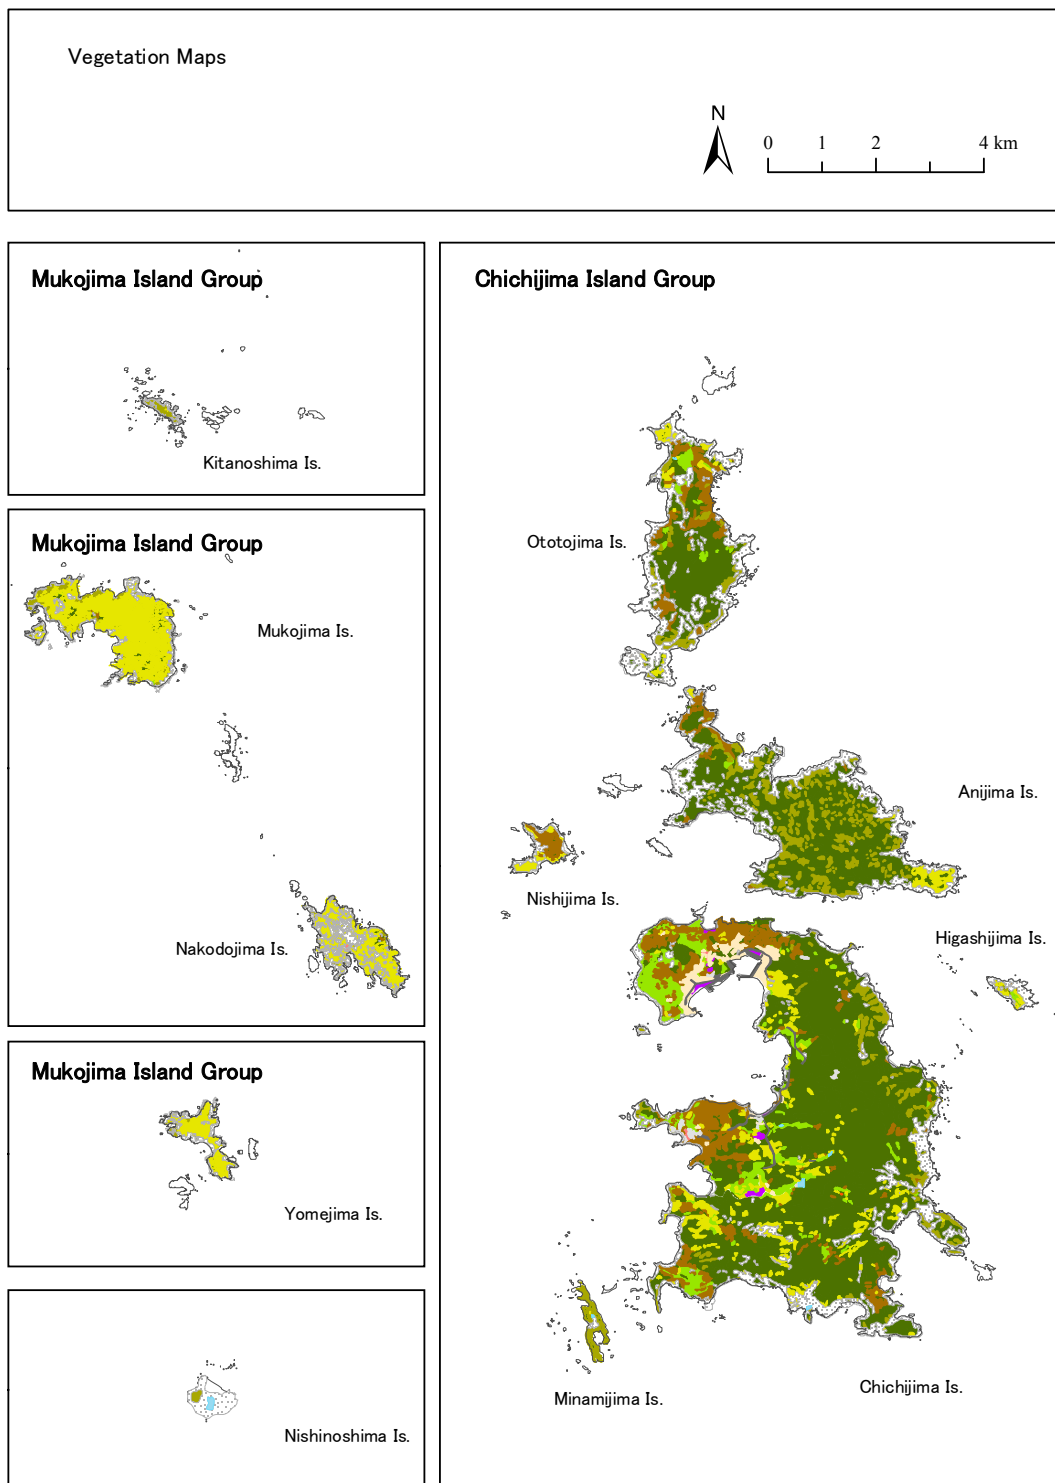 Vegetation Maps
N
0 1 2 4 km
Mukojima Island Group
Kitanoshima Is.
Mukojima Island Group
Mukojima Is.
Nakodojima Is.
Mukojima Island Group
Yomejima Is.
Nishinoshima Is.
Chichijima Island Group
Ototojima Is.
Anijima Is.
Nishijima Is.
Higashijima Is.
Minamijima Is.
Chichijima Is.